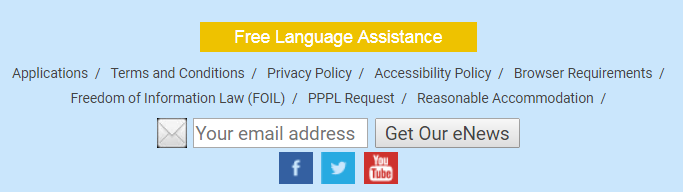 Free Language Assistance
Applications / Terms and Conditions / Privacy Policy / Accessibility Policy / Browser Requirements /
Freedom of Information Law (FOIL) / PPPL Request / Reasonable Accommodation /
Your email address Get Our eNews
f You Tube